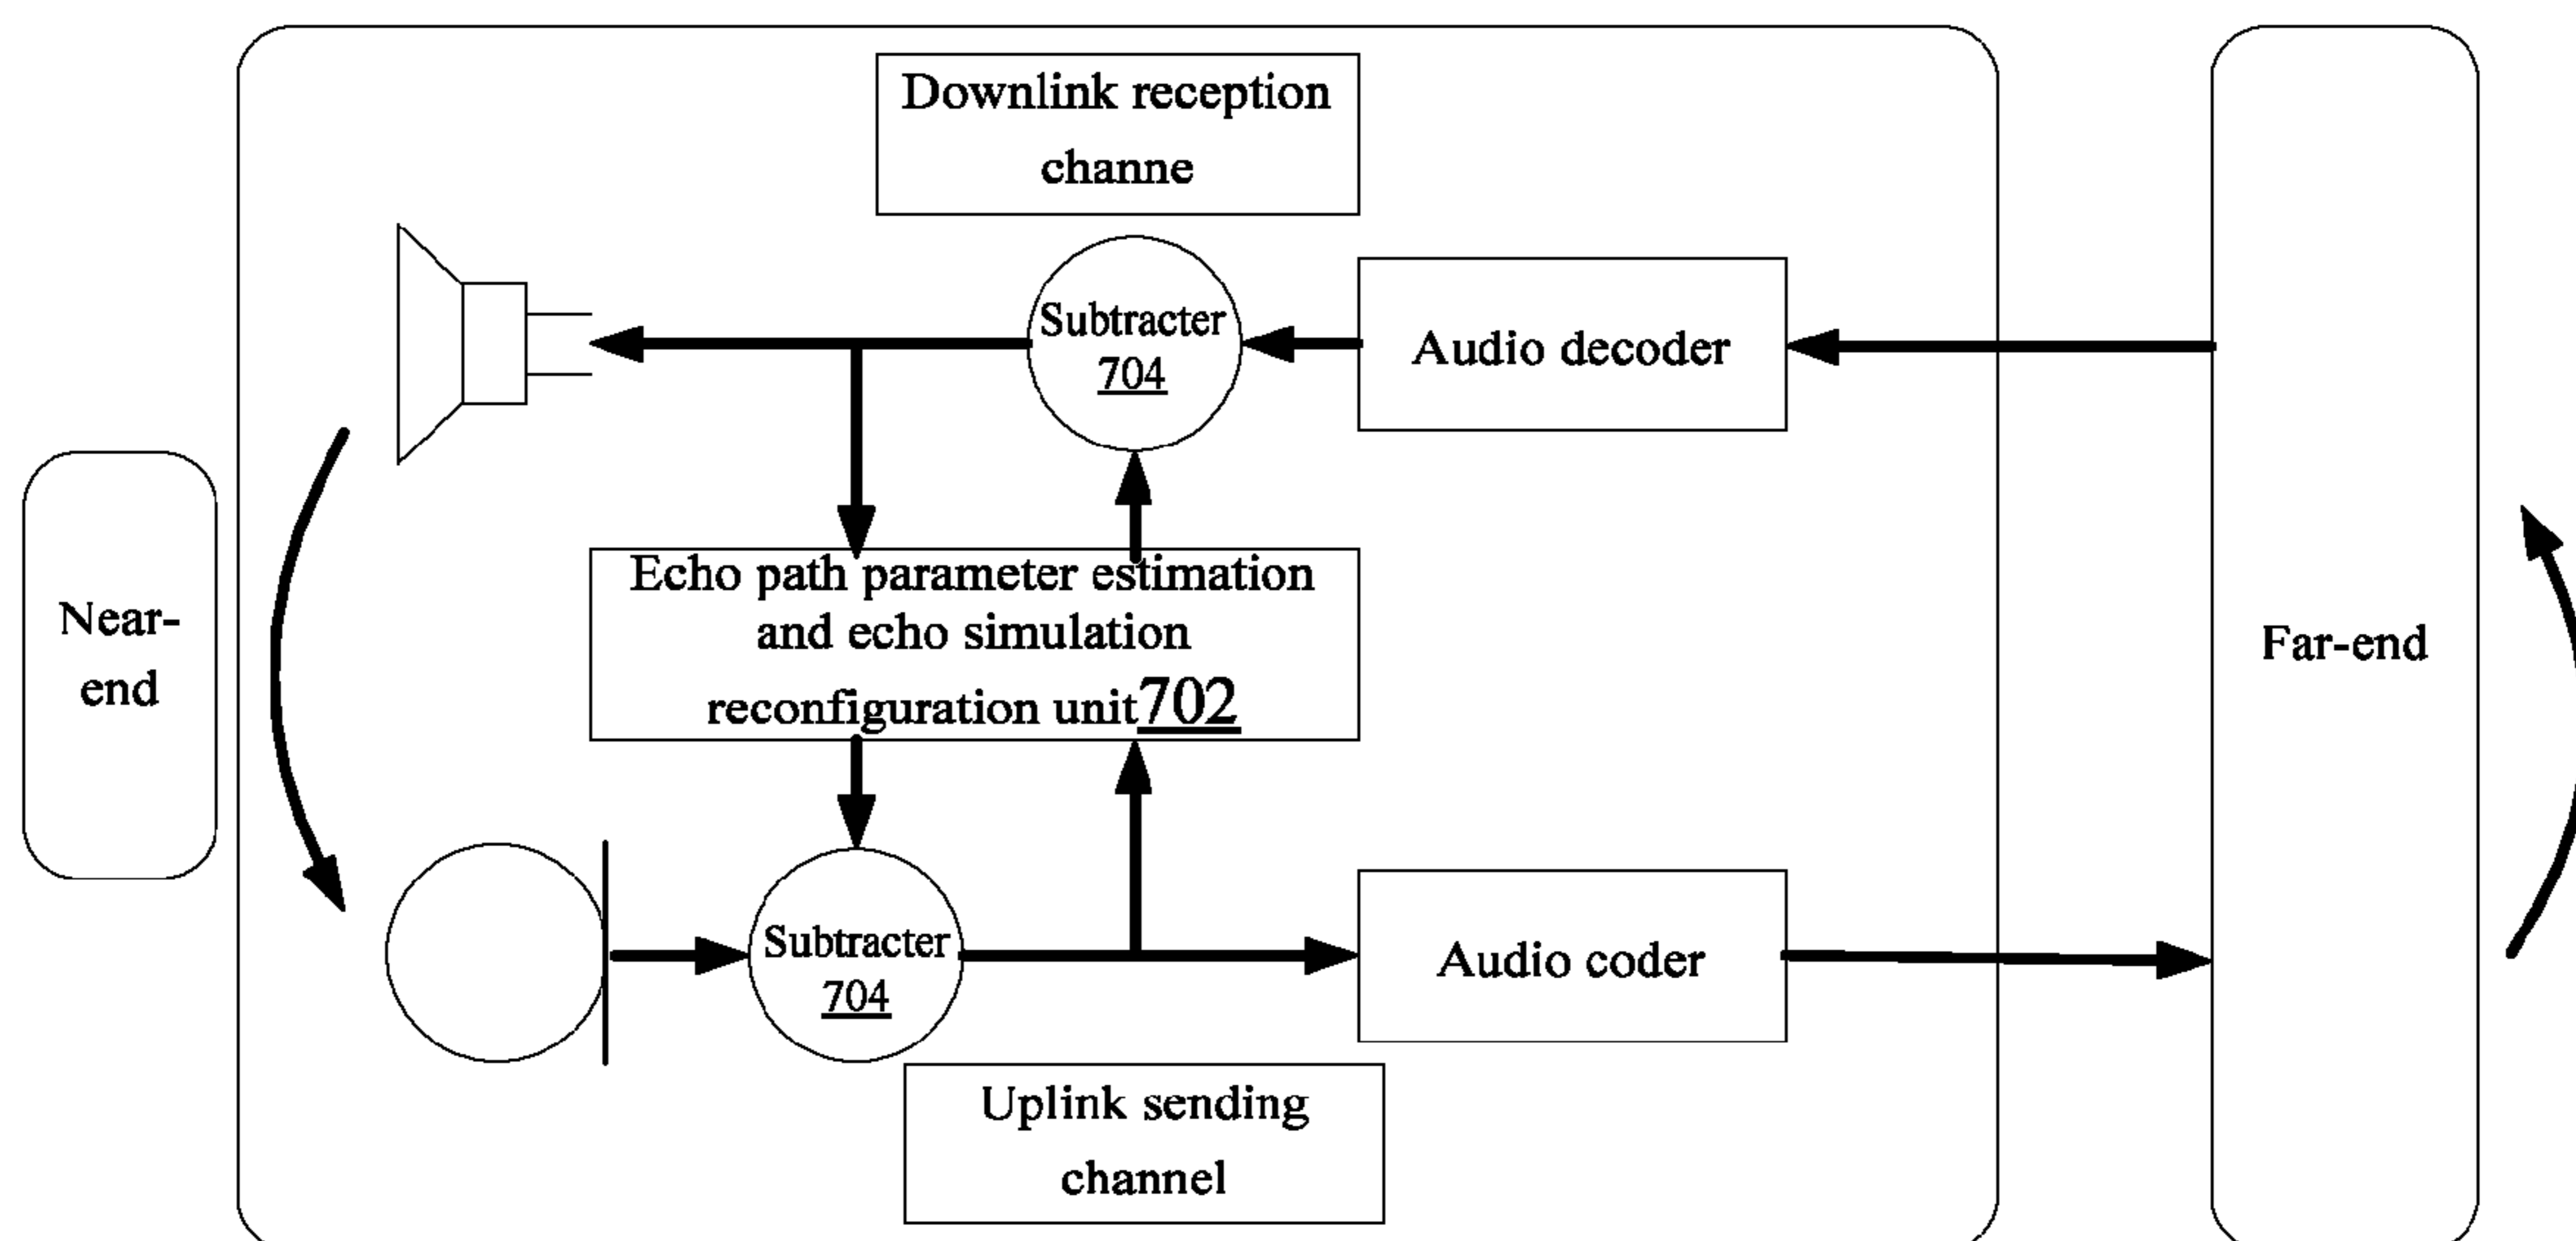 Downlink reception
channe
Subtracter
704
Audio decoder
Near-
end
Echo path parameter estimation
and echo simulation
reconfiguration unit702
Far-end
Subtracter
704
Audio coder
Uplink sending
channel